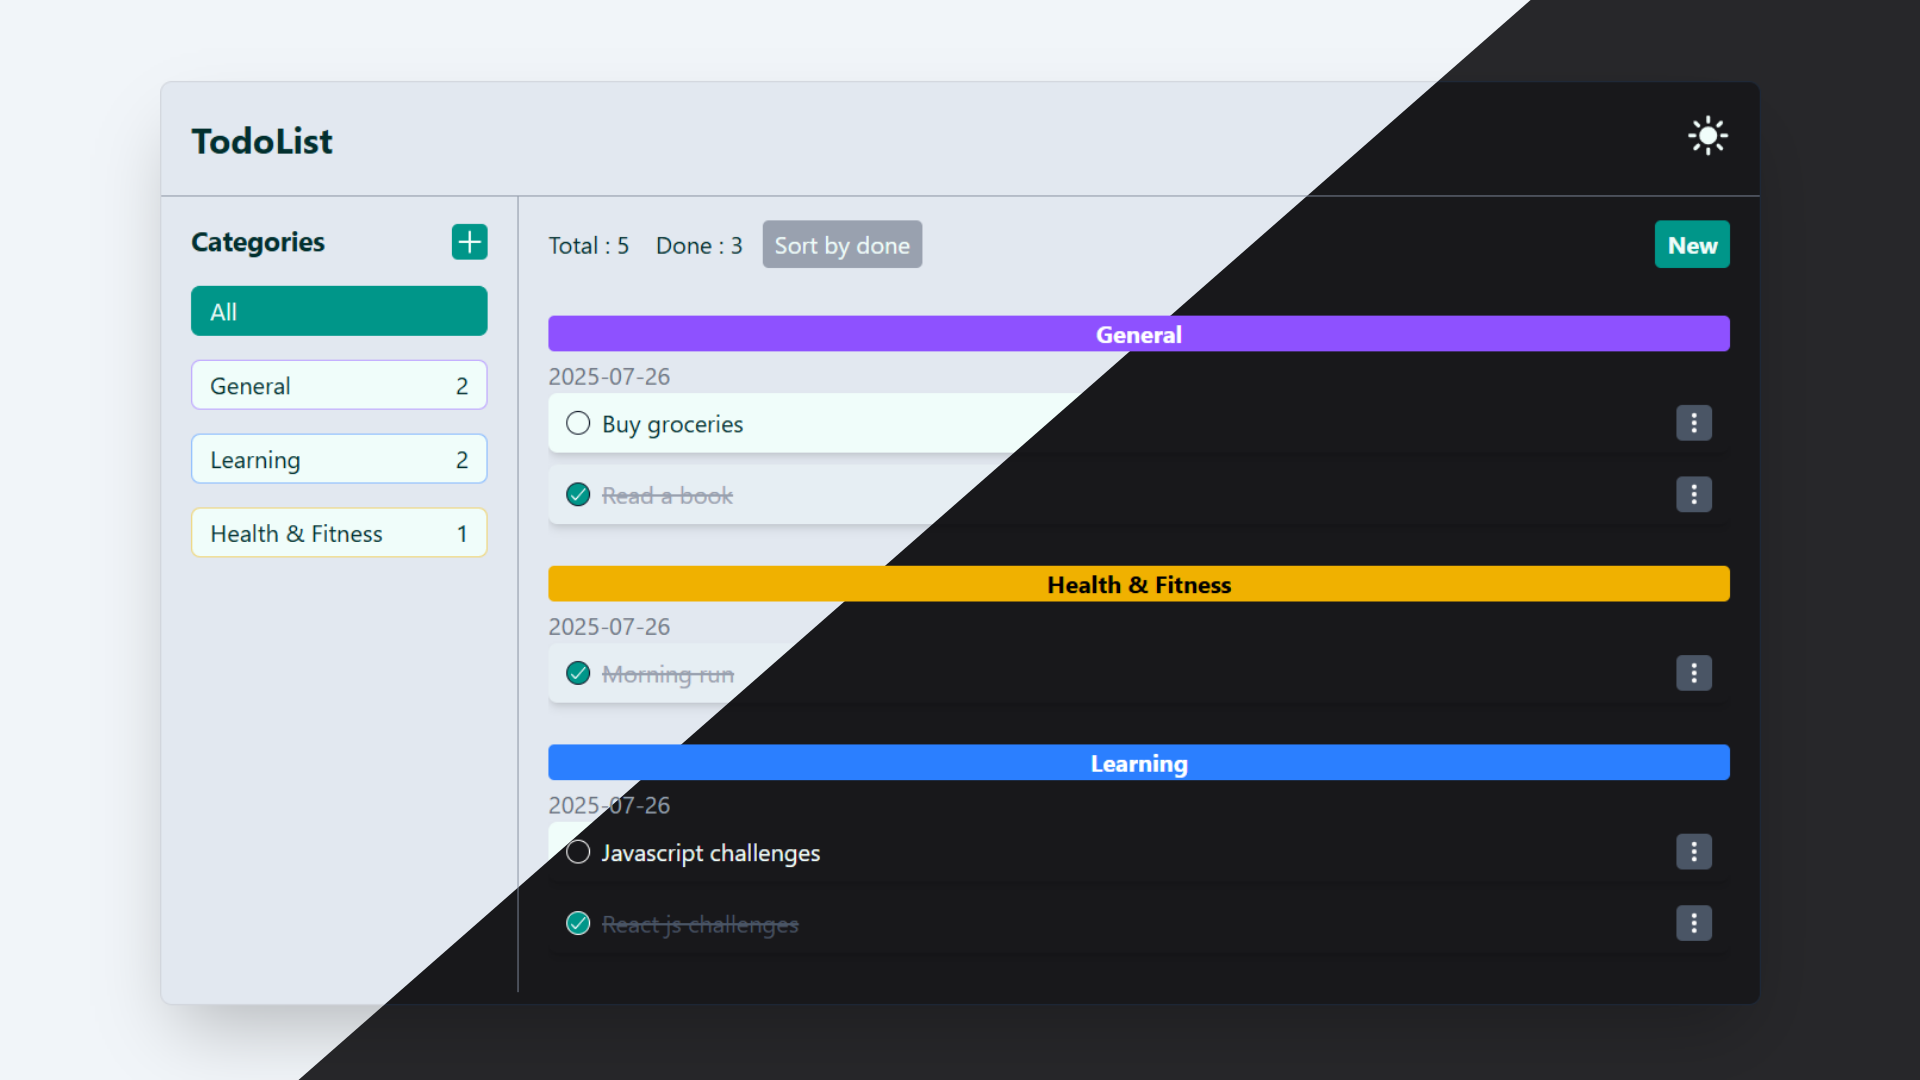 TodoList
Categories
All
General 2
Learning 2
Health & Fitness 1
Total : 5 Done : 3 Sort by done New
General
2025-07-26
Buy groceries
Read a book
Health & Fitness
2025-07-26
Morning run
Learning
2025-07-26
Javascript challenges
React js challenges